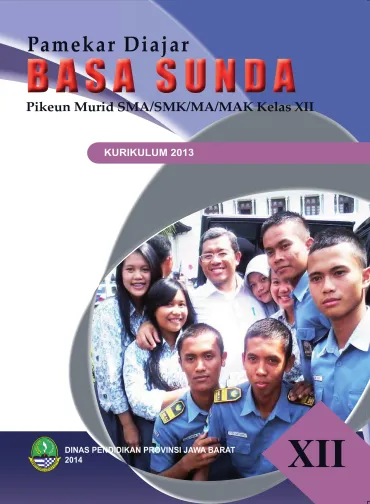 Pamekar Diajar
BASA SUNDA
Pikeun Murid SMA/SMK/MA/MAK Kelas XII
KURIKULUM 2013
DINAS PENDIDIKAN PROVINSI JAWA BARAT
2014
XII